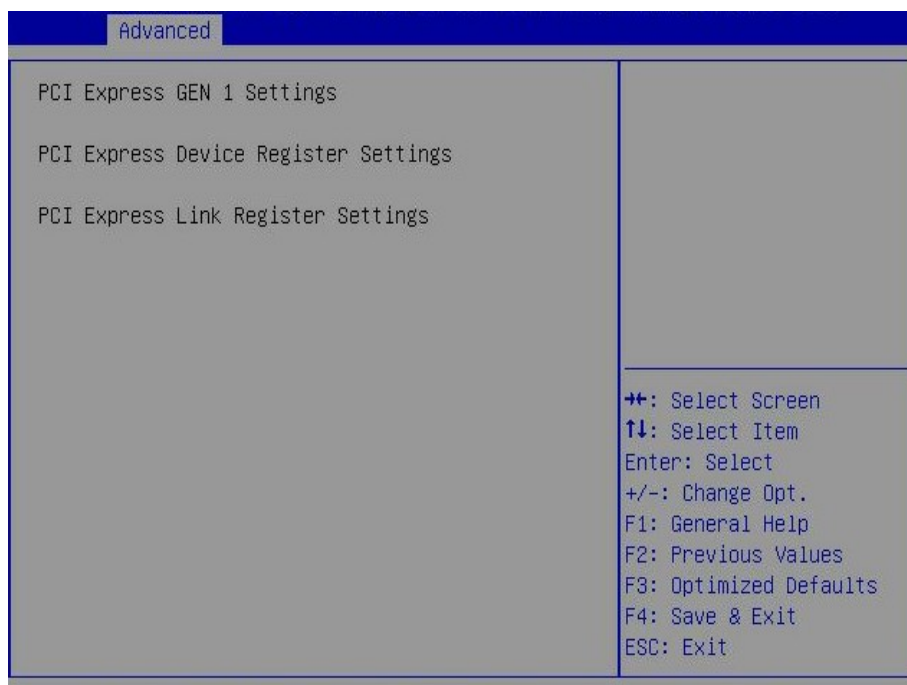 Advanced
PCI Express GEN 1 Settings
PCI Express Device Register Settings
PCI Express Link Register Settings
→←: Select Screen
↑↓: Select Item
Enter: Select
+/-: Change Opt.
F1: General Help
F2: Previous Values
F3: Optimized Defaults
F4: Save & Exit
ESC: Exit